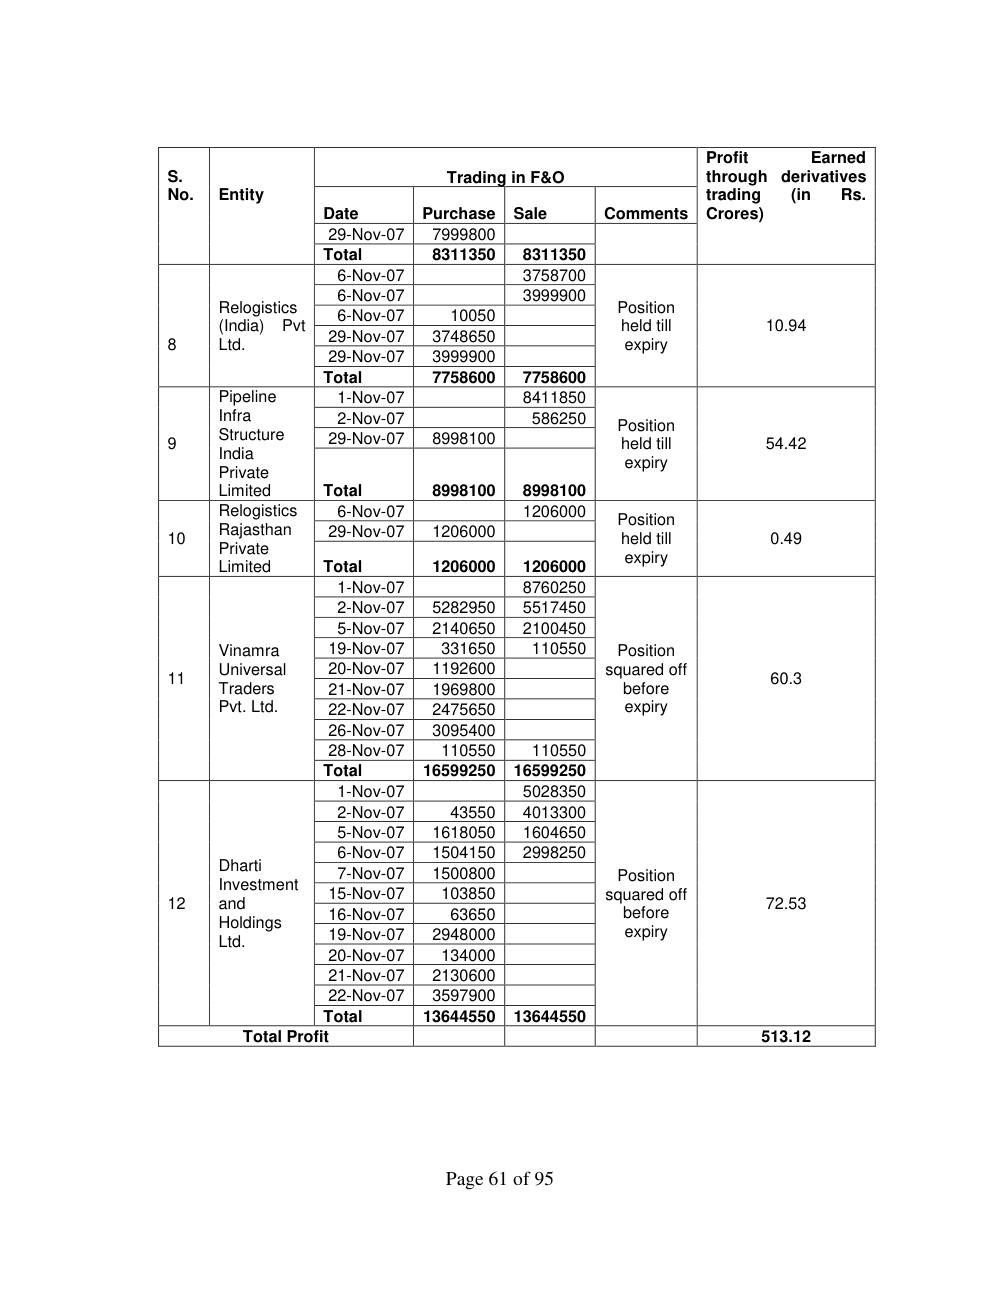 S. No. Entity Trading in F&O Profit Earned through derivatives trading (in Rs. Crores)
Date Purchase Sale Comments
29-Nov-07 7999800
Total 8311350 8311350
8 Relogistics (India) Pvt Ltd. Position held till expiry 10.94
6-Nov-07 3758700
6-Nov-07 3999900
6-Nov-07 10050
29-Nov-07 3748650
29-Nov-07 3999900
Total 7758600 7758600
9 Pipeline Infra Structure India Private Limited Position held till expiry 54.42
1-Nov-07 8411850
2-Nov-07 586250
29-Nov-07 8998100
Total 8998100 8998100
10 Relogistics Rajasthan Private Limited Position held till expiry 0.49
6-Nov-07 1206000
29-Nov-07 1206000
Total 1206000 1206000
11 Vinamra Universal Traders Pvt. Ltd. Position squared off before expiry 60.3
1-Nov-07 8760250
2-Nov-07 5282950 5517450
5-Nov-07 2140650 2100450
19-Nov-07 331650 110550
20-Nov-07 1192600
21-Nov-07 1969800
22-Nov-07 2475650
26-Nov-07 3095400
28-Nov-07 110550 110550
Total 16599250 16599250
12 Dharti Investment and Holdings Ltd. Position squared off before expiry 72.53
1-Nov-07 5028350
2-Nov-07 43550 4013300
5-Nov-07 1618050 1604650
6-Nov-07 1504150 2998250
7-Nov-07 1500800
15-Nov-07 103850
16-Nov-07 63650
19-Nov-07 2948000
20-Nov-07 134000
21-Nov-07 2130600
22-Nov-07 3597900
Total 13644550 13644550
Total Profit 513.12
Page 61 of 95